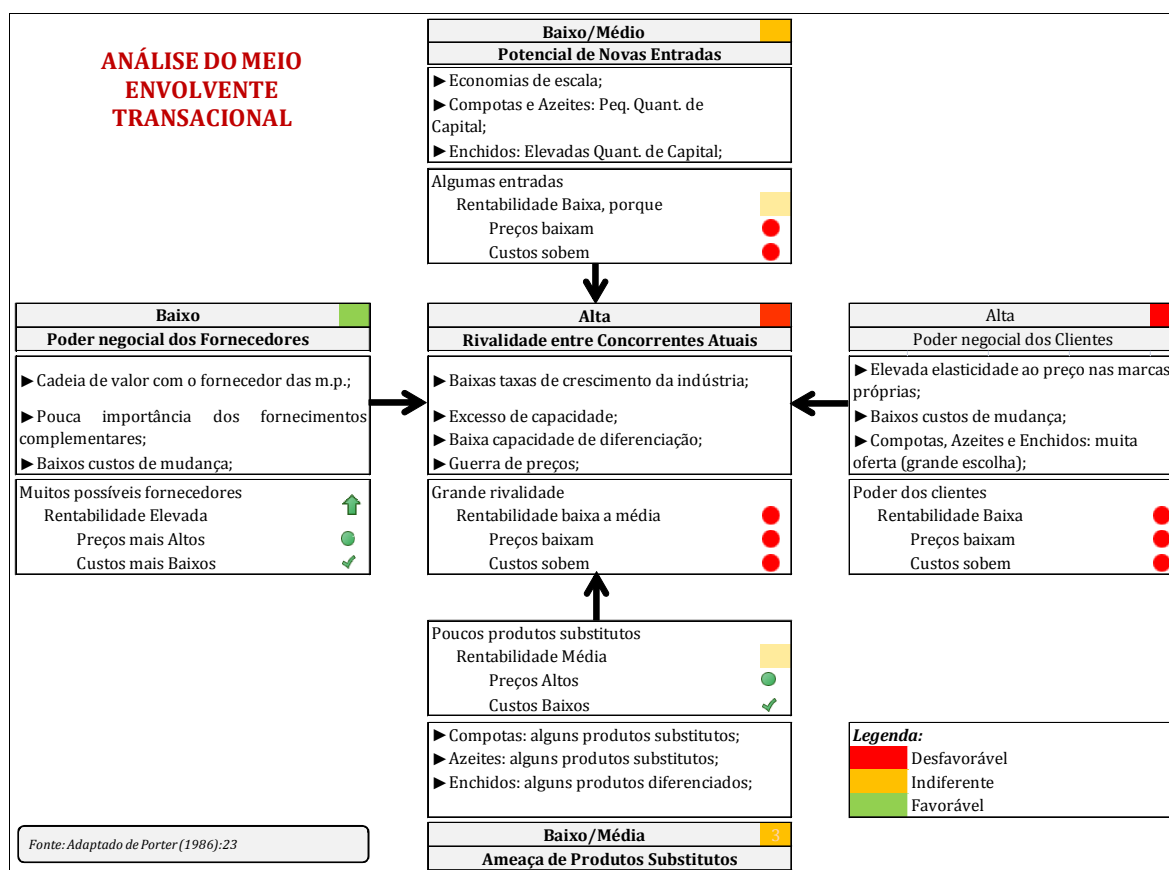 ANÁLISE DO MEIO
ENVOLVENTE
TRANSACIONAL
Baixo/Médio
Potencial de Novas Entradas
►Economias de escala;
►Compotas e Azeites: Peq. Quant. de
Capital;
►Enchidos: Elevadas Quant. de Capital;
Algumas entradas
Rentabilidade Baixa, porque
Preços baixam
Custos sobem
Baixo
Poder negocial dos Fornecedores
►Cadeia de valor com o fornecedor das m.p.;
►Pouca importância dos fornecimentos
complementares;
►Baixos custos de mudança;
Muitos possíveis fornecedores
Rentabilidade Elevada
Preços mais Altos
Custos mais Baixos
Alta
Rivalidade entre Concorrentes Atuais
►Baixas taxas de crescimento da indústria;
►Excesso de capacidade;
►Baixa capacidade de diferenciação;
►Guerra de preços;
Grande rivalidade
Rentabilidade baixa a média
Preços baixam
Custos sobem
Alta
Poder negocial dos Clientes
►Elevada elasticidade ao preço nas marcas
próprias;
►Baixos custos de mudança;
►Compotas, Azeites e Enchidos: muita
oferta (grande escolha);
Poder dos clientes
Rentabilidade Baixa
Preços baixam
Custos sobem
Poucos produtos substitutos
Rentabilidade Média
Preços Altos
Custos Baixos
►Compotas: alguns produtos substitutos;
►Azeites: alguns produtos substitutos;
►Enchidos: alguns produtos diferenciados;
Baixo/Média 3
Ameaça de Produtos Substitutos
Legenda:
Desfavorável
Indiferente
Favorável
Fonte: Adaptado de Porter (1986):23